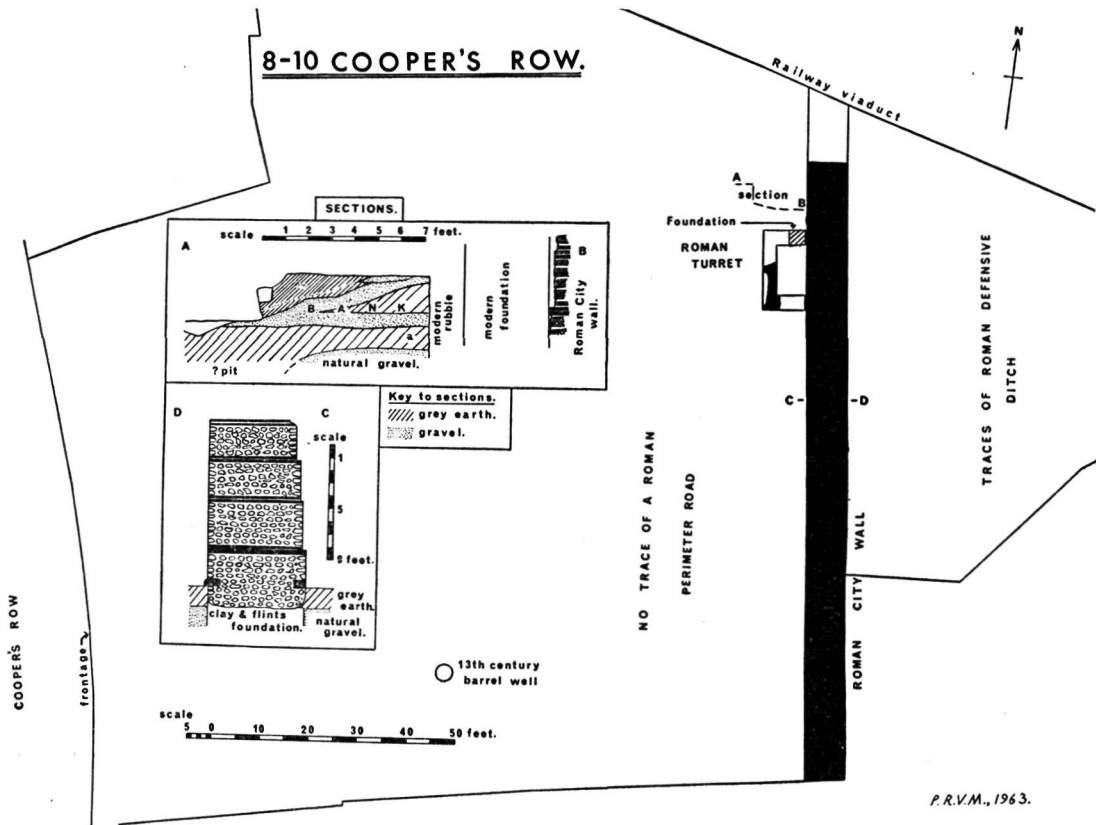 8-10 COOPER'S ROW.
N
Railway viaduct
A
section
B
Foundation
ROMAN
TURRET
SECTIONS.
scale 1 2 3 4 5 6 7 feet.
A
B
B A N K
a
? pit
natural gravel.
modern
rubble
modern
foundation
Roman City
wall.
Key to sections.
grey earth.
gravel.
D
C
scale
1
5
9 feet.
grey
earth.
clay & flints
foundation.
natural
gravel.
C
D
NO TRACE OF A ROMAN
PERIMETER ROAD
ROMAN CITY WALL
TRACES OF ROMAN DEFENSIVE
DITCH
COOPER'S ROW
frontage
13th century
barrel well
scale
5 0 10 20 30 40 50 feet.
P.R.V.M., 1963.